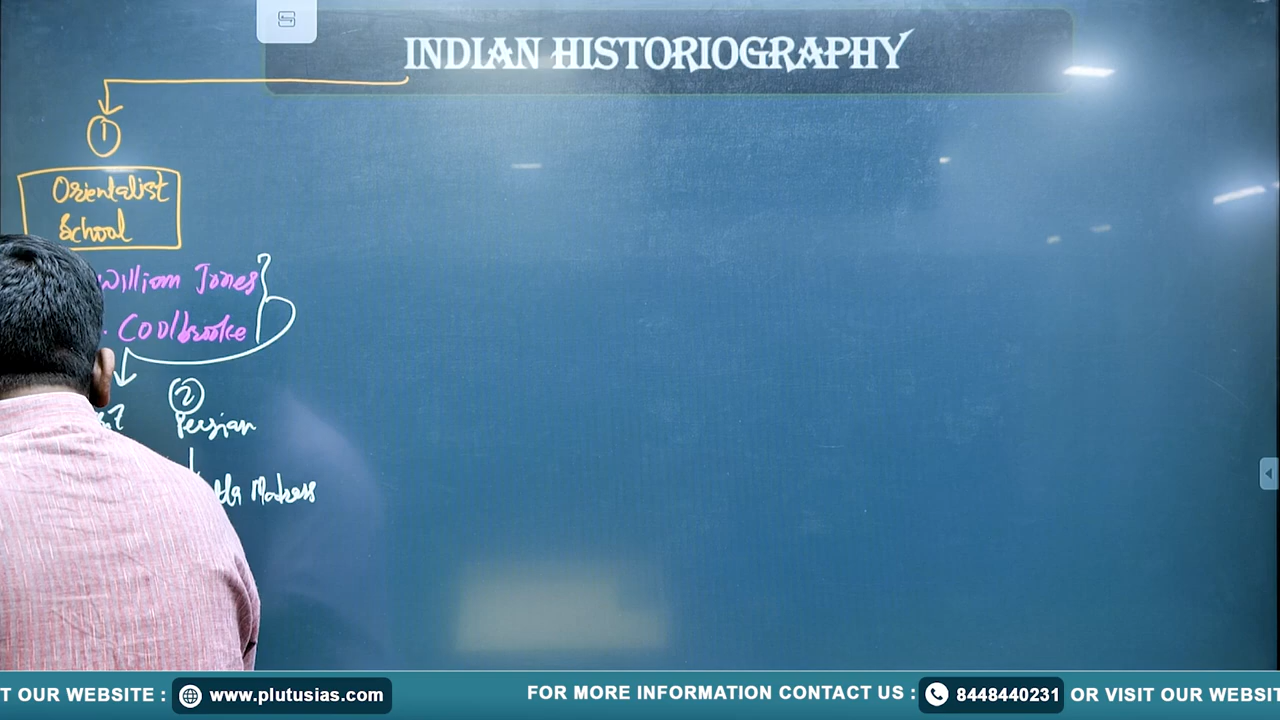 INDIAN HISTORIOGRAPHY
1
Orientalist
School
William Jones
Coolbrooke
2
Persian
T OUR WEBSITE : www.plutusias.com FOR MORE INFORMATION CONTACT US : 8448440231 OR VISIT OUR WEBSIT